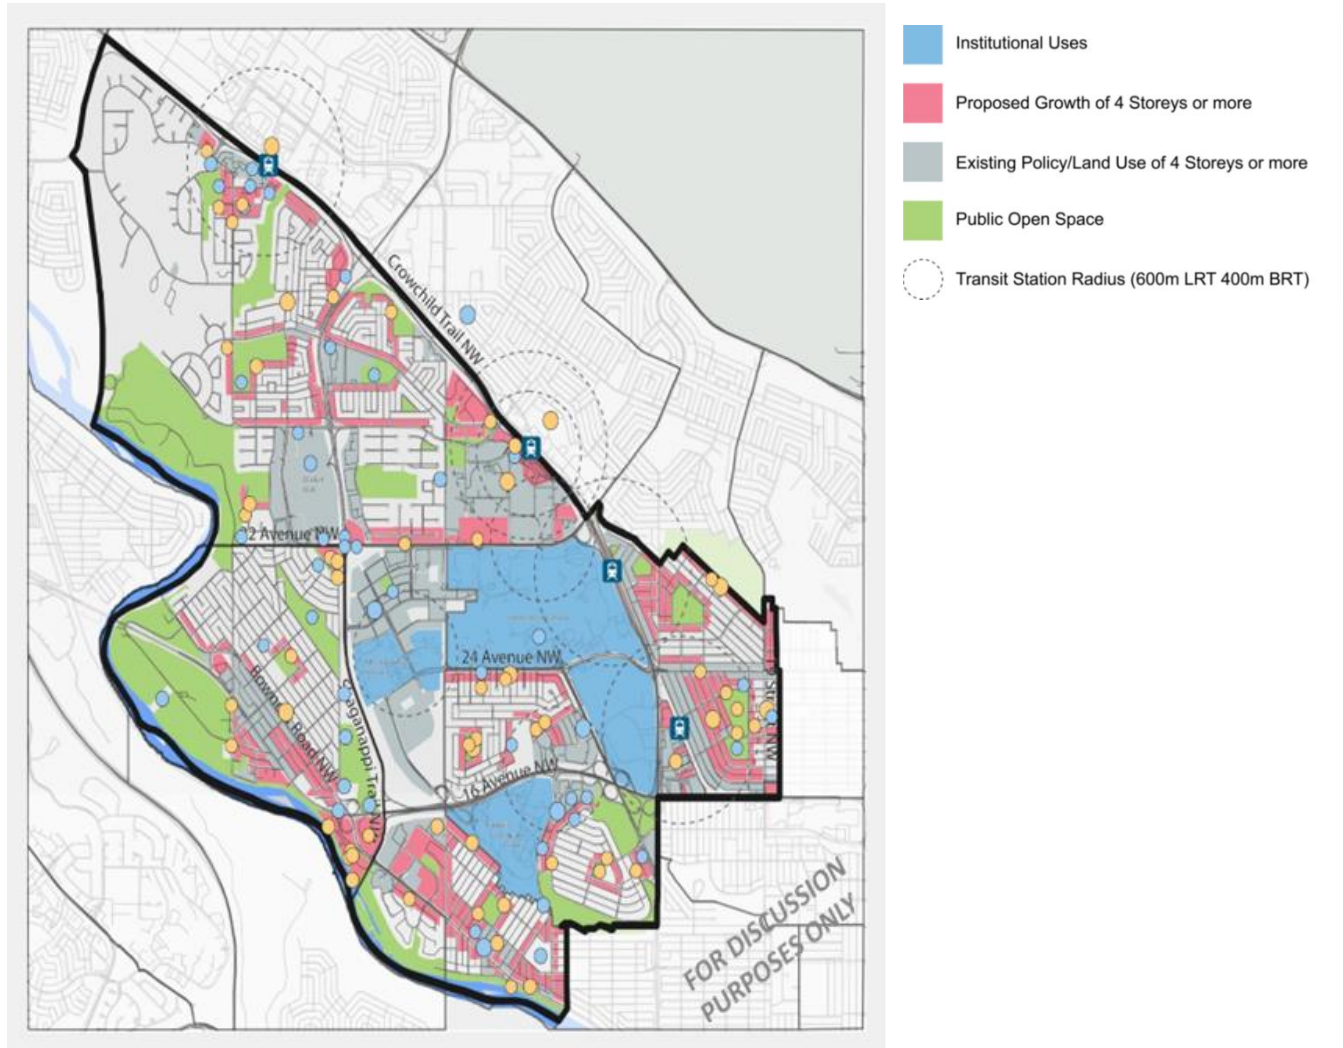 Institutional Uses
Proposed Growth of 4 Storeys or more
Existing Policy/Land Use of 4 Storeys or more
Public Open Space
Transit Station Radius (600m LRT 400m BRT)
Crowchild Trail NW
32 Avenue NW
24 Avenue NW
16 Avenue NW
Bowness Road NW
Shaganappi Trail NW
NW
FOR DISCUSSION
PURPOSES ONLY